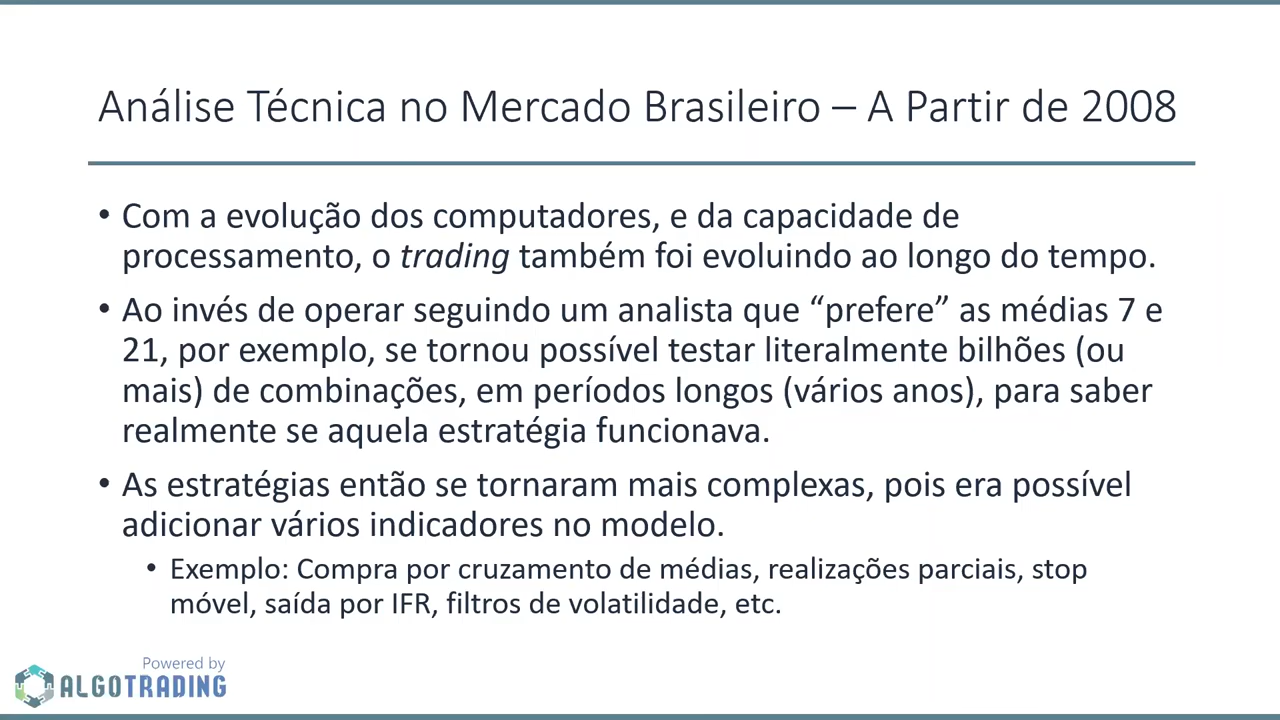 Análise Técnica no Mercado Brasileiro – A Partir de 2008
• Com a evolução dos computadores, e da capacidade de
processamento, o trading também foi evoluindo ao longo do tempo.
• Ao invés de operar seguindo um analista que “prefere” as médias 7 e
21, por exemplo, se tornou possível testar literalmente bilhões (ou
mais) de combinações, em períodos longos (vários anos), para saber
realmente se aquela estratégia funcionava.
• As estratégias então se tornaram mais complexas, pois era possível
adicionar vários indicadores no modelo.
• Exemplo: Compra por cruzamento de médias, realizações parciais, stop
móvel, saída por IFR, filtros de volatilidade, etc.
Powered by
ALGOTRADING